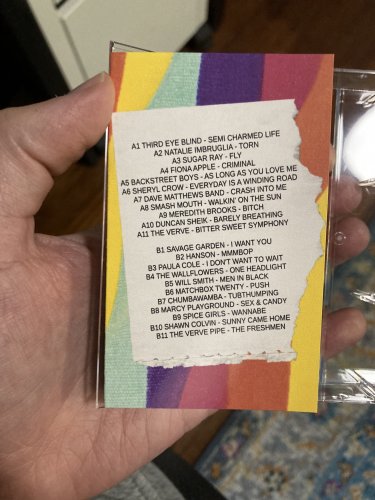 A1 THIRD EYE BLIND - SEMI CHARMED LIFE
A2 NATALIE IMBRUGLIA - TORN
A3 SUGAR RAY - FLY
A4 FIONA APPLE - CRIMINAL
A5 BACKSTREET BOYS - AS LONG AS YOU LOVE ME
A6 SHERYL CROW - EVERYDAY IS A WINDING ROAD
A7 DAVE MATTHEWS BAND - CRASH INTO ME
A8 SMASH MOUTH - WALKIN' ON THE SUN
A9 MEREDITH BROOKS - BITCH
A10 DUNCAN SHEIK - BARELY BREATHING
A11 THE VERVE - BITTER SWEET SYMPHONY
B1 SAVAGE GARDEN - I WANT YOU
B2 HANSON - MMMBOP
B3 PAULA COLE - I DON'T WANT TO WAIT
B4 THE WALLFLOWERS - ONE HEADLIGHT
B5 WILL SMITH - MEN IN BLACK
B6 MATCHBOX TWENTY - PUSH
B7 CHUMBAWAMBA - TUBTHUMPING
B8 MARCY PLAYGROUND - SEX & CANDY
B9 SPICE GIRLS - WANNABE
B10 SHAWN COLVIN - SUNNY CAME HOME
B11 THE VERVE PIPE - THE FRESHMEN